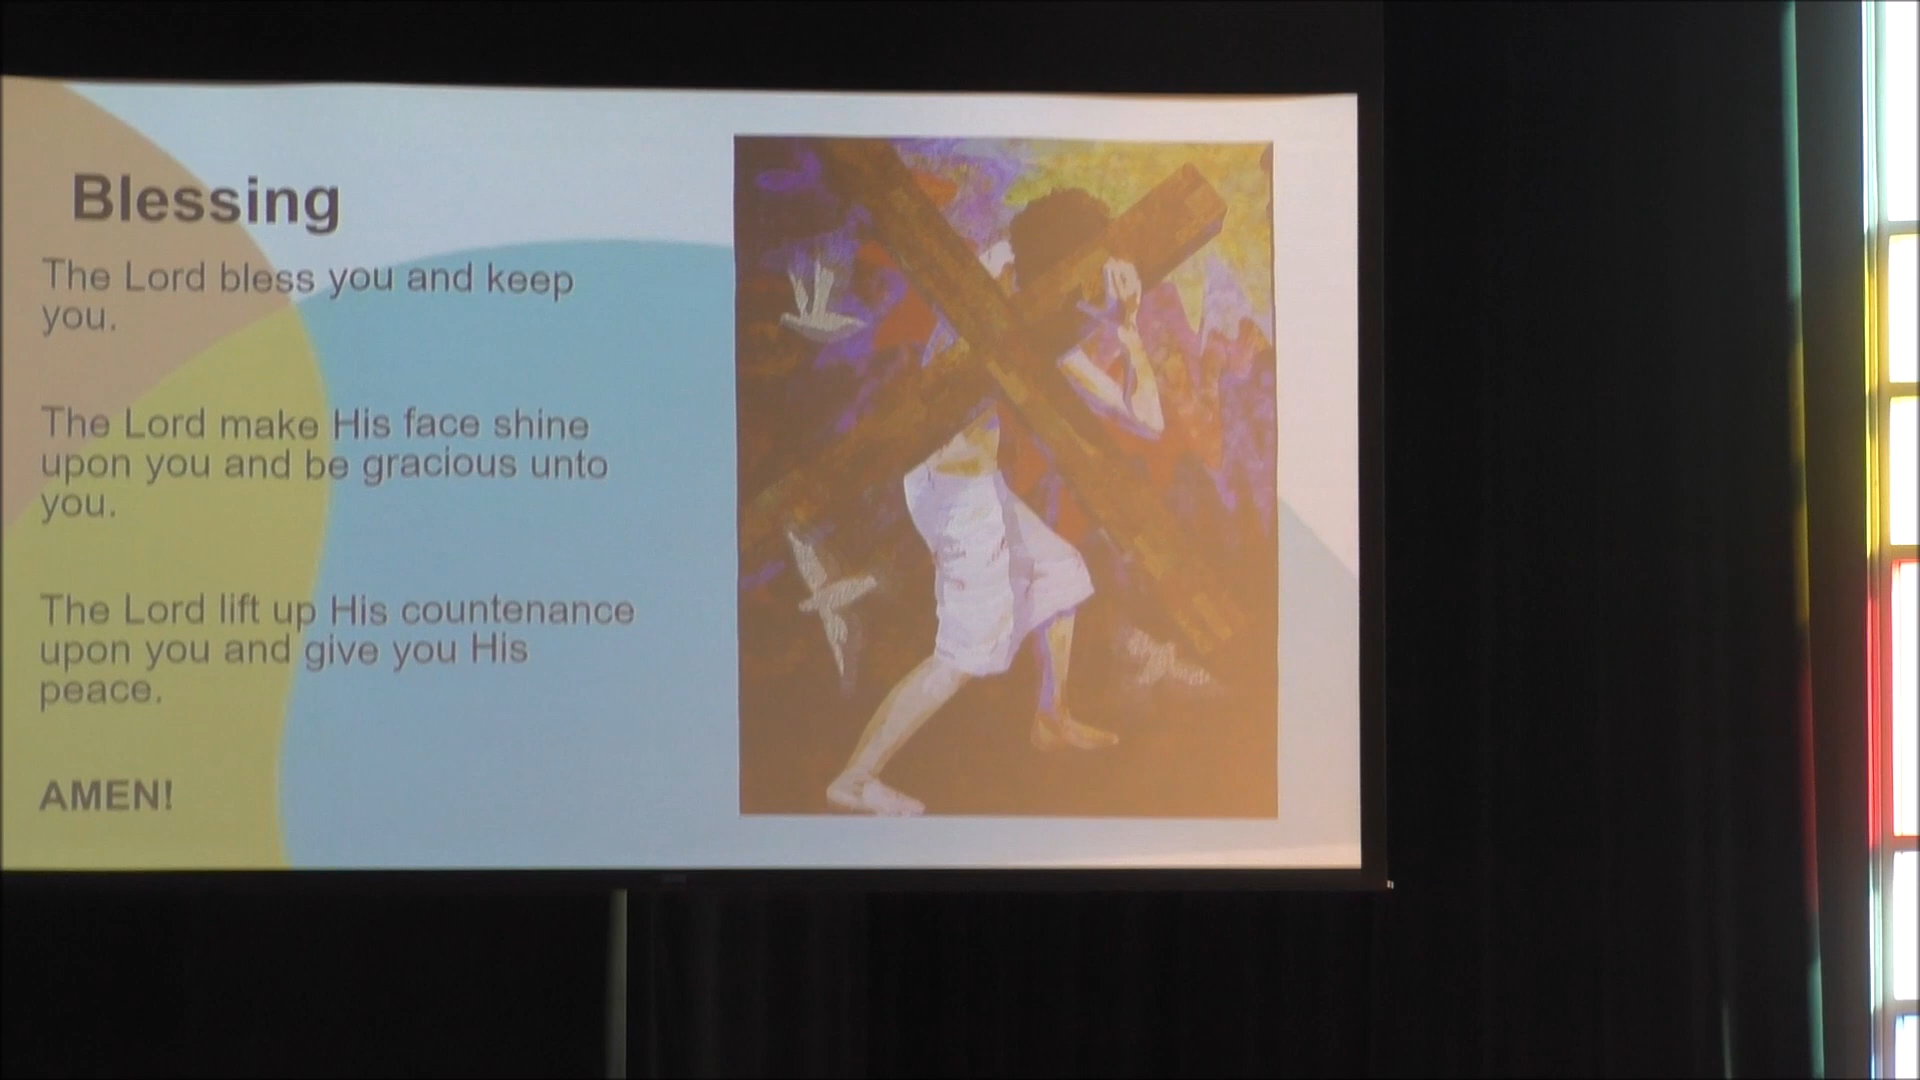 Blessing
The Lord bless you and keep
you.
The Lord make His face shine
upon you and be gracious unto
you.
The Lord lift up His countenance
upon you and give you His
peace.
AMEN!